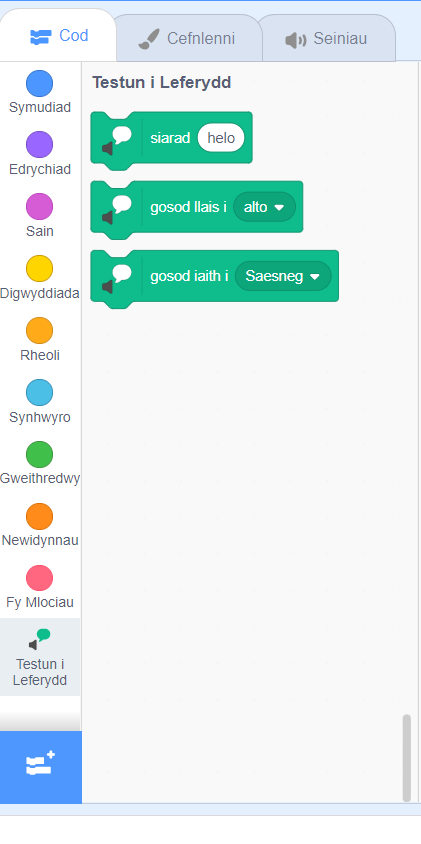 Cod
Cefnlenni
Seiniau
Symudiad
Edrychiad
Sain
Digwyddiada
Rheoli
Synhwyro
Gweithredwy
Newidynnau
Fy Mlociau
Testun i
Leferydd
Testun i Leferydd
siarad helo
gosod llais i alto
gosod iaith i Saesneg